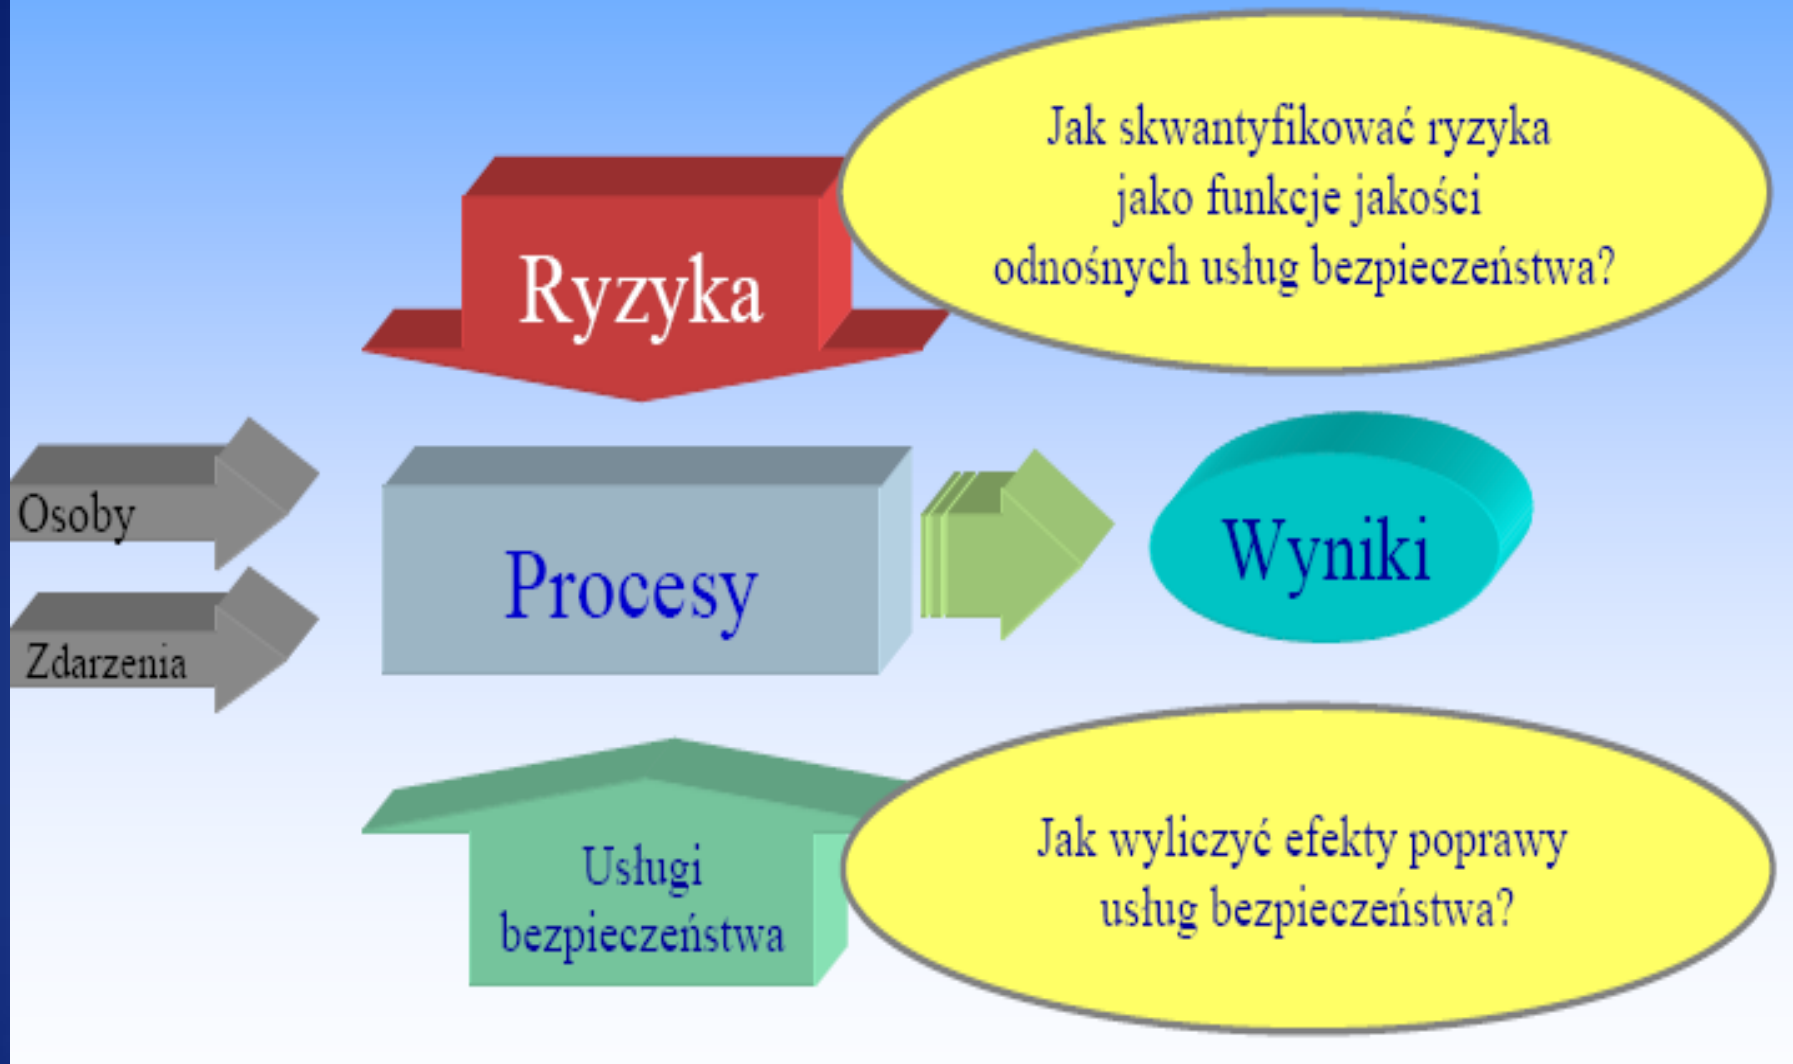 Jak skwantyfikować ryzyka
jako funkcje jakości
odnośnych usług bezpieczeństwa?
Ryzyka
Osoby
Zdarzenia
Procesy
Wyniki
Usługi
bezpieczeństwa
Jak wyliczyć efekty poprawy
usług bezpieczeństwa?